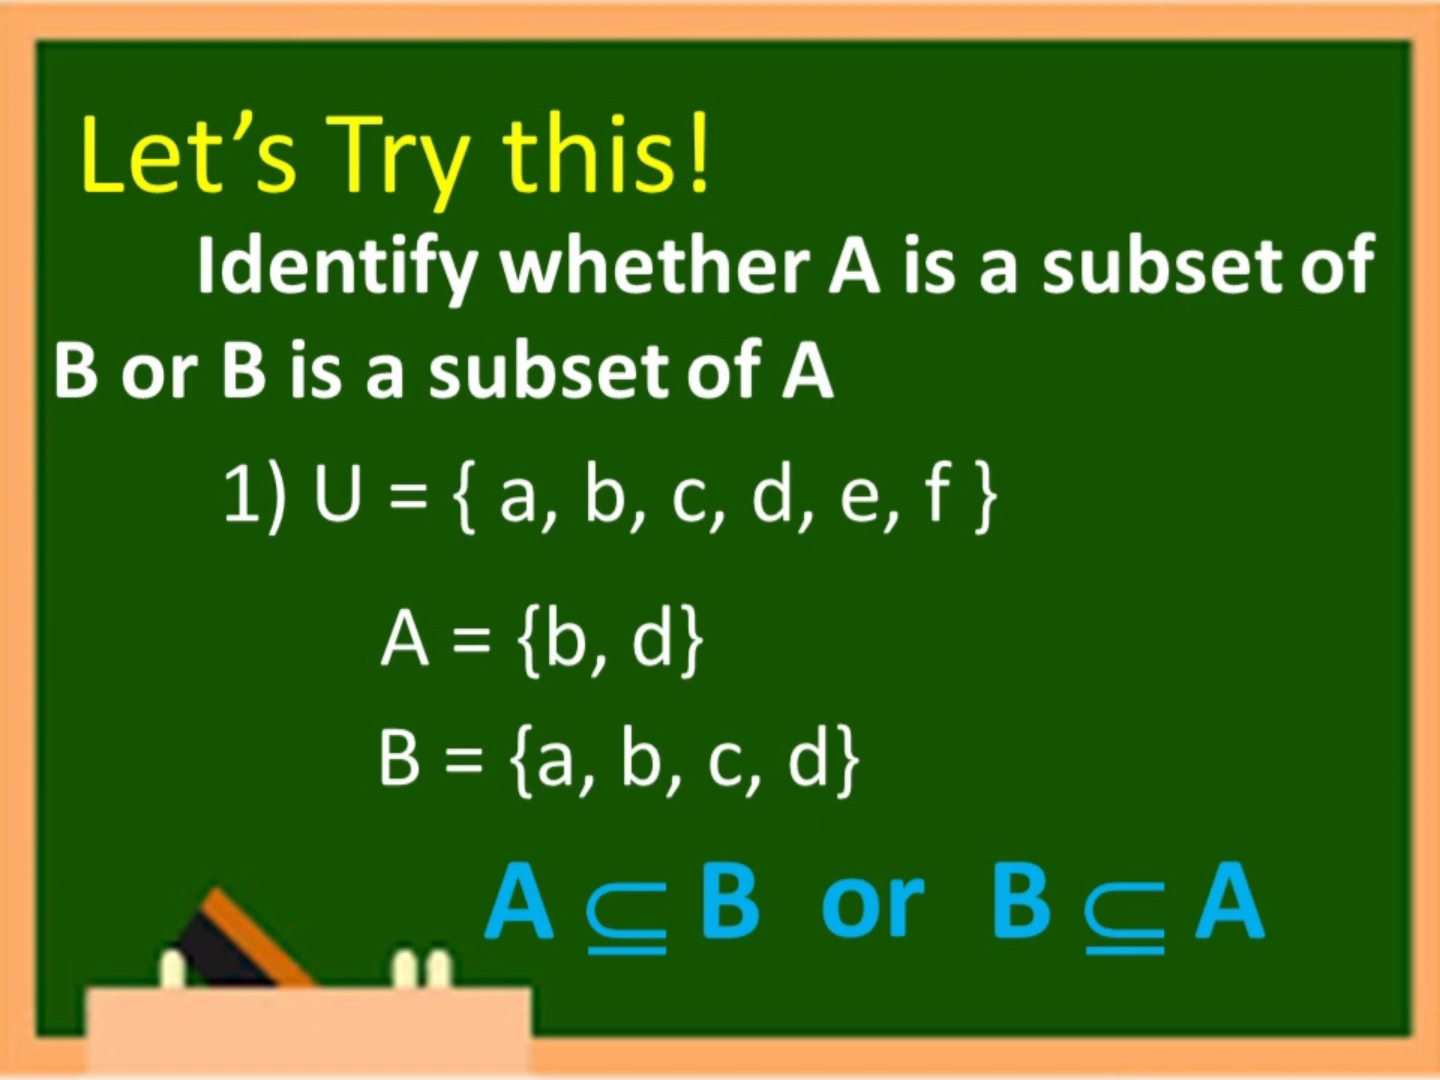 Let’s Try this!
Identify whether A is a subset of
B or B is a subset of A
1) U = { a, b, c, d, e, f }
A = {b, d}
B = {a, b, c, d}
A ⊆ B or B ⊆ A